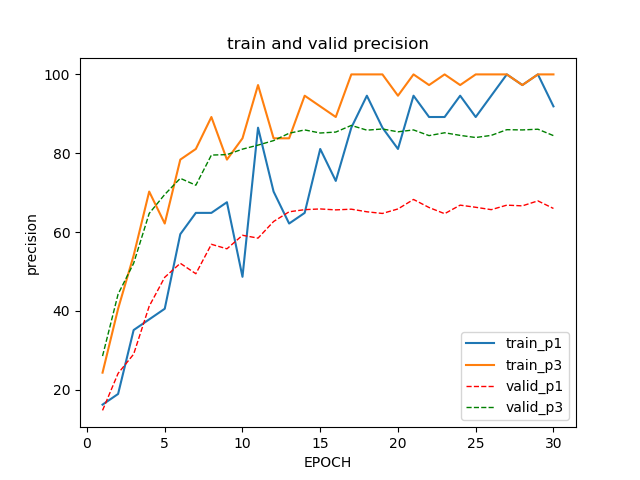 train and valid precision
precision
100
80
60
40
20
0
5
10
15
20
25
30
EPOCH
train_p1
train_p3
valid_p1
valid_p3